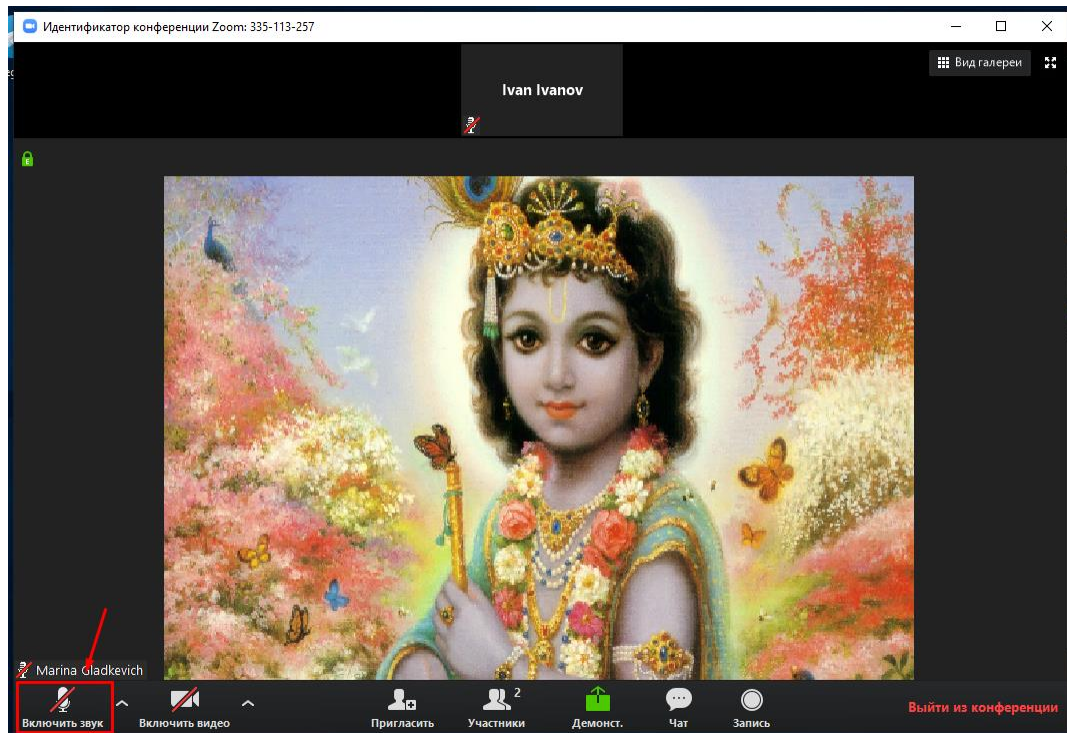 Идентификатор конференции Zoom: 335-113-257
Вид галереи
Ivan Ivanov
Marina Gladkevich
Включить звук
Включить видео
Пригласить
2
Участники
Демонст.
Чат
Запись
Выйти из конференции